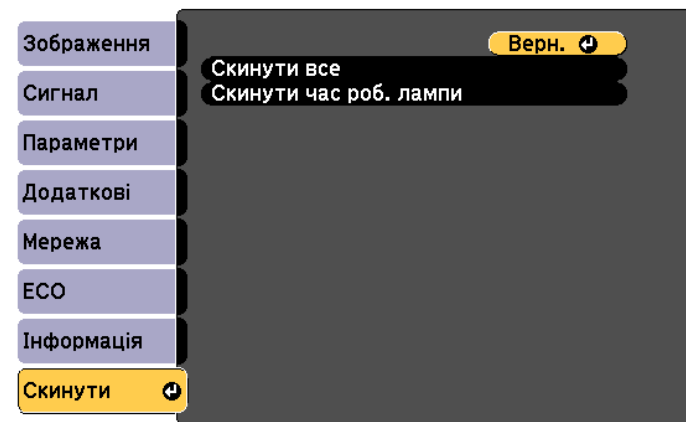 Зображення
Сигнал
Параметри
Додаткові
Мережа
ECO
Інформація
Скинути
Верн.
Скинути все
Скинути час роб. лампи